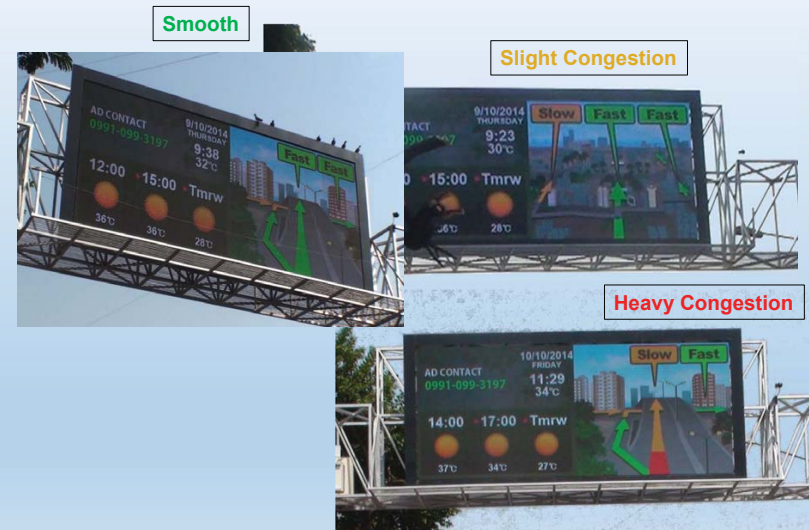 Smooth
AD CONTACT
0991-099-3197
9/10/2014
THURSDAY
9:38
32℃
12:00 15:00 Tmrw
36℃ 36℃ 28℃
Fast Fast
Slight Congestion
9/10/2014
THURSDAY
9:23
30℃
15:00 Tmrw
28℃
Slow Fast Fast
Heavy Congestion
AD CONTACT
0991-099-3197
10/10/2014
FRIDAY
11:29
34℃
14:00 17:00 Tmrw
37℃ 34℃ 27℃
Slow Fast